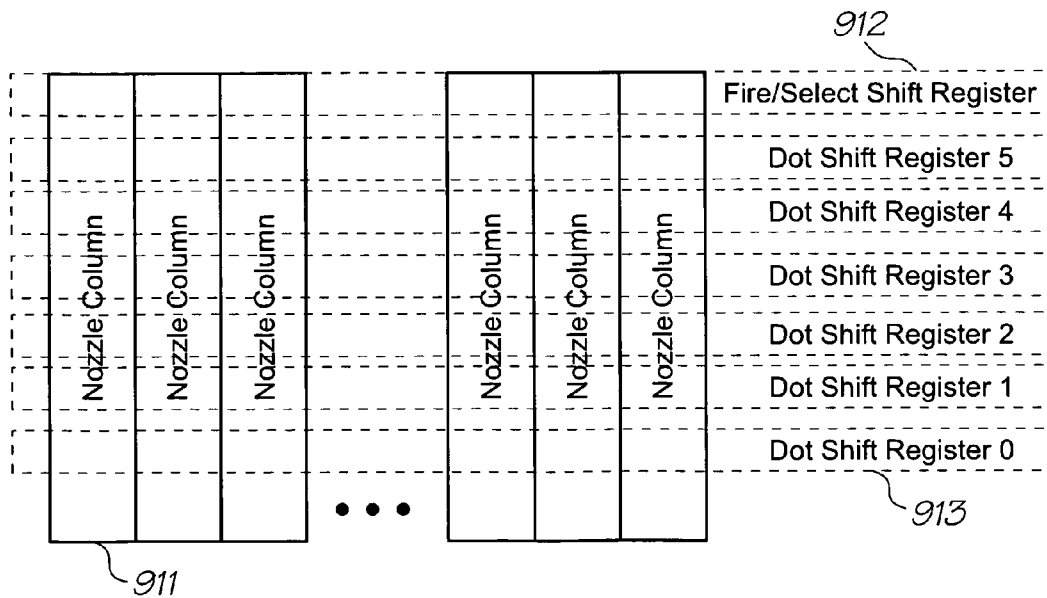 912
Fire/Select Shift Register
Dot Shift Register 5
Dot Shift Register 4
Dot Shift Register 3
Dot Shift Register 2
Dot Shift Register 1
Dot Shift Register 0
Nozzle Column
Nozzle Column
Nozzle Column
Nozzle Column
Nozzle Column
Nozzle Column
913
911